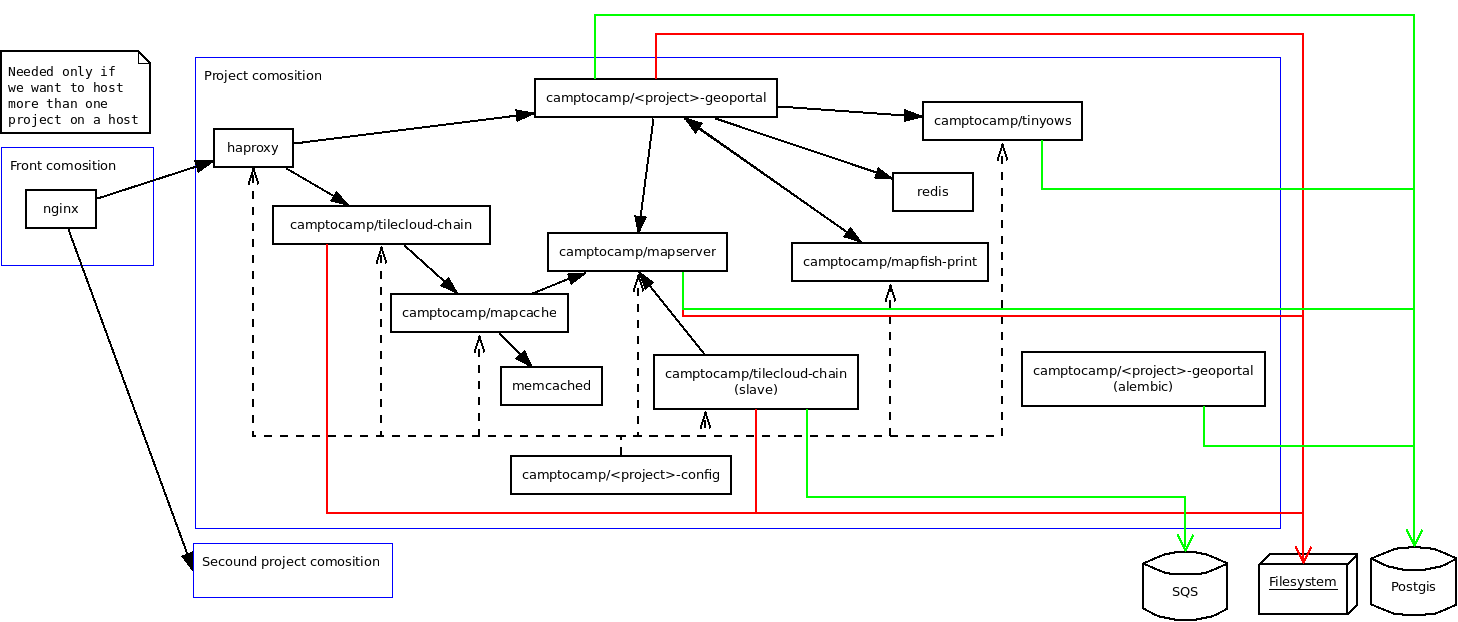 Needed only if
we want to host
more than one
project on a host
Project comosition
camptocamp/<project>-geoportal
camptocamp/tinyows
haproxy
Front comosition
nginx
redis
camptocamp/tilecloud-chain
camptocamp/mapserver
camptocamp/mapfish-print
camptocamp/mapcache
camptocamp/tilecloud-chain
(slave)
camptocamp/<project>-geoportal
(alembic)
memcached
camptocamp/<project>-config
Secound project comosition
SQS
Filesystem
Postgis